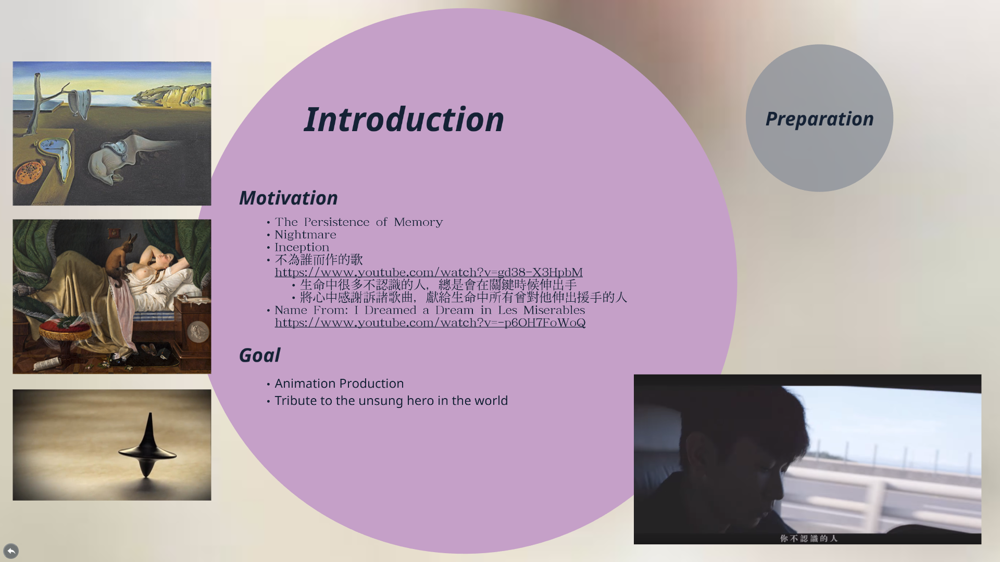 Introduction
Preparation
Motivation
• The Persistence of Memory
• Nightmare
• Inception
• 不為誰而作的歌
https://www.youtube.com/watch?v=gd38-X3HpbM
• 生命中很多不認識的人，總是會在關鍵時候伸出手
• 將心中感謝訴諸歌曲，獻給生命中所有曾對他伸出援手的人
• Name From: I Dreamed a Dream in Les Miserables
https://www.youtube.com/watch?v=-p6OH7FoWoQ
Goal
• Animation Production
• Tribute to the unsung hero in the world
你不認識的人